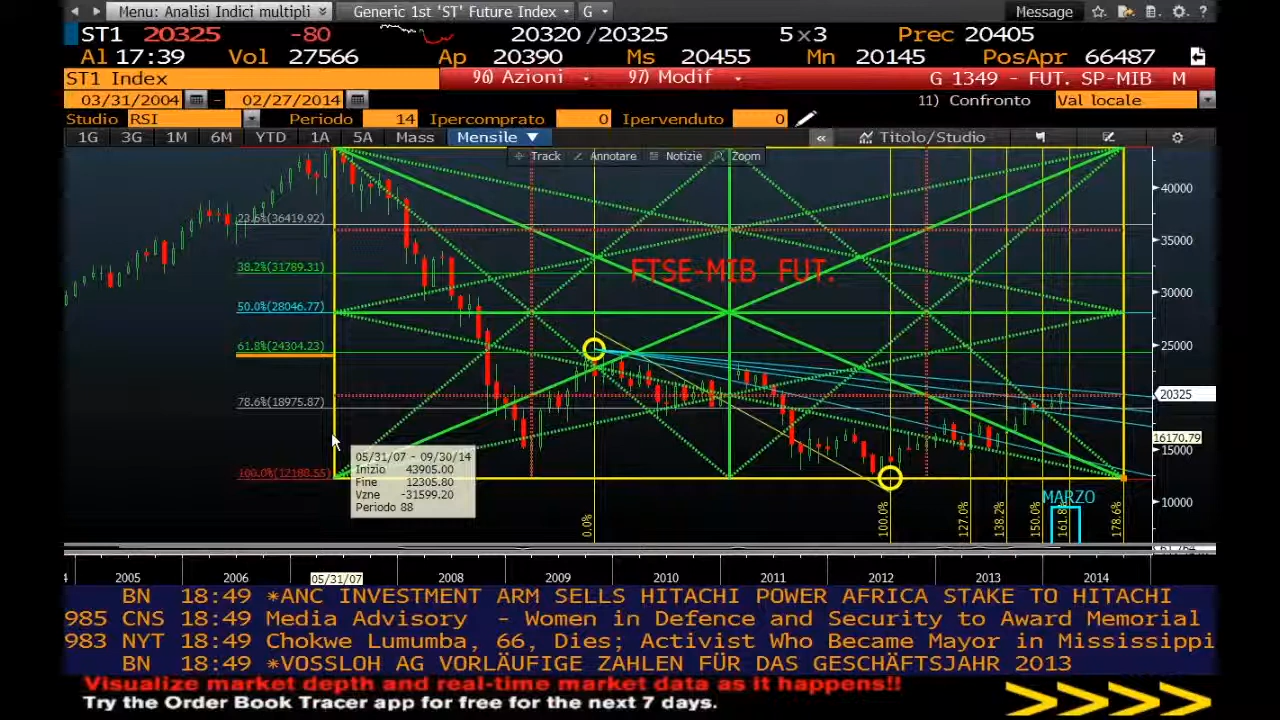 Menu: Analisi Indici multipli Generic 1st 'ST' Future Index G Message ?
ST1 20325 -80 20320 /20325 5×3 Prec 20405
Al 17:39 Vol 27566 Ap 20390 Ms 20455 Mn 20145 PosApr 66487
ST1 Index 96) Azioni 97) Modif G 1349 - FUT. SP-MIB M
03/31/2004 - 02/27/2014 11) Confronto Val locale
Studio RSI Periodo 14 Ipercomprato 0 Ipervenduto 0
1G 3G 1M 6M YTD 1A 5A Mass Mensile ▼ « Titolo/Studio
Track Annotare Notizie Zoom
40000
23.6%(36419.92)
35000
FTSE-MIB FUT.
38.2%(31789.31)
30000
50.0%(28046.77)
25000
61.8%(24304.23)
20325
78.6%(18975.87)
16170.79
15000
100.0%(12188.55)
10000
05/31/07 - 09/30/14
Inizio 43905.00
Fine 12305.80
Vzne -31599.20
Periodo 88
MARZO
0.0% 100.0% 127.0% 138.2% 150.0% 161.8% 178.6%
2005 2006 05/31/07 2008 2009 2010 2011 2012 2013 2014
BN 18:49 *ANC INVESTMENT ARM SELLS HITACHI POWER AFRICA STAKE TO HITACHI
985 CNS 18:49 Media Advisory - Women in Defence and Security to Award Memorial
983 NYT 18:49 Chokwe Lumumba, 66, Dies; Activist Who Became Mayor in Mississippi
BN 18:49 *VOSSLOH AG VORLÄUFIGE ZAHLEN FÜR DAS GESCHÄFTSJAHR 2013
Visualize market depth and real-time market data as it happens!!
Try the Order Book Tracer app for free for the next 7 days.